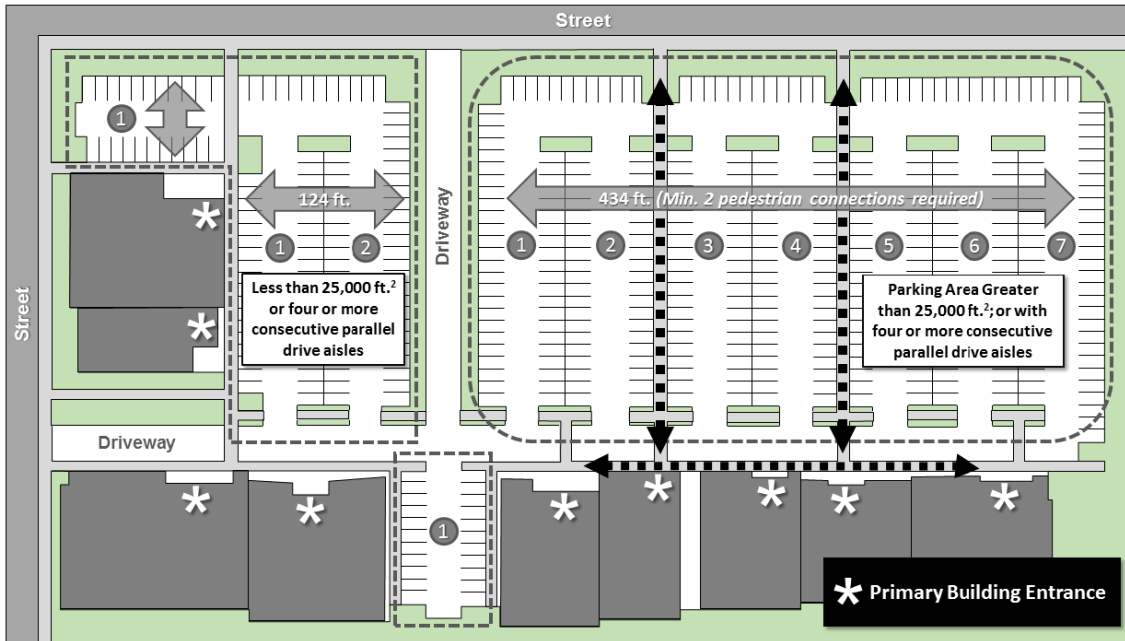 Street
1
124 ft.
434 ft. (Min. 2 pedestrian connections required)
Driveway
1
2
1
2
3
4
5
6
7
Less than 25,000 ft.²
or four or more
consecutive parallel
drive aisles
Parking Area Greater
than 25,000 ft.²; or with
four or more consecutive
parallel drive aisles
Street
Driveway
1
Primary Building Entrance